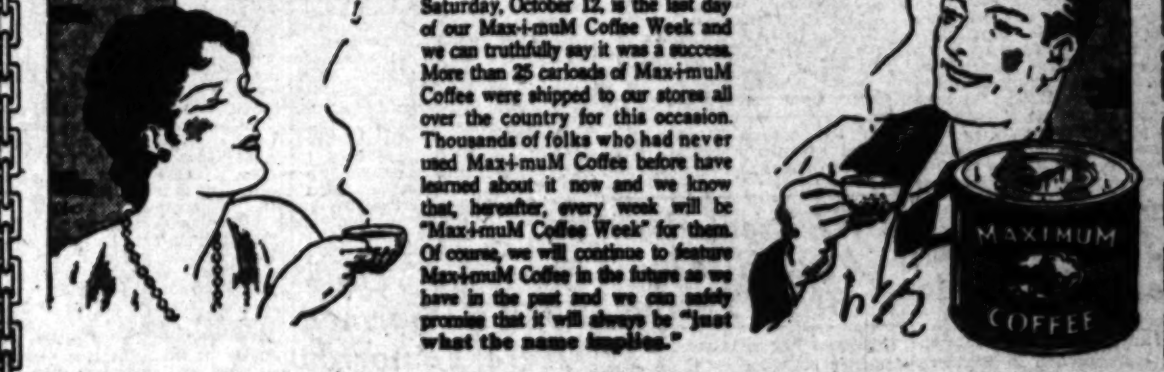 Saturday, October 12, is the last day
of our Max-i-muM Coffee Week and
we can truthfully say it was a success.
More than 25 carloads of Max-i-muM
Coffee were shipped to our stores all
over the country for this occasion.
Thousands of folks who had never
used Max-i-muM Coffee before have
learned about it now and we know
that, hereafter, every week will be
"Max-i-muM Coffee Week" for them.
Of course, we will continue to feature
Max-i-muM Coffee in the future as we
have in the past and we can safely
promise that it will always be "just
what the name implies."
MAXIMUM
COFFEE